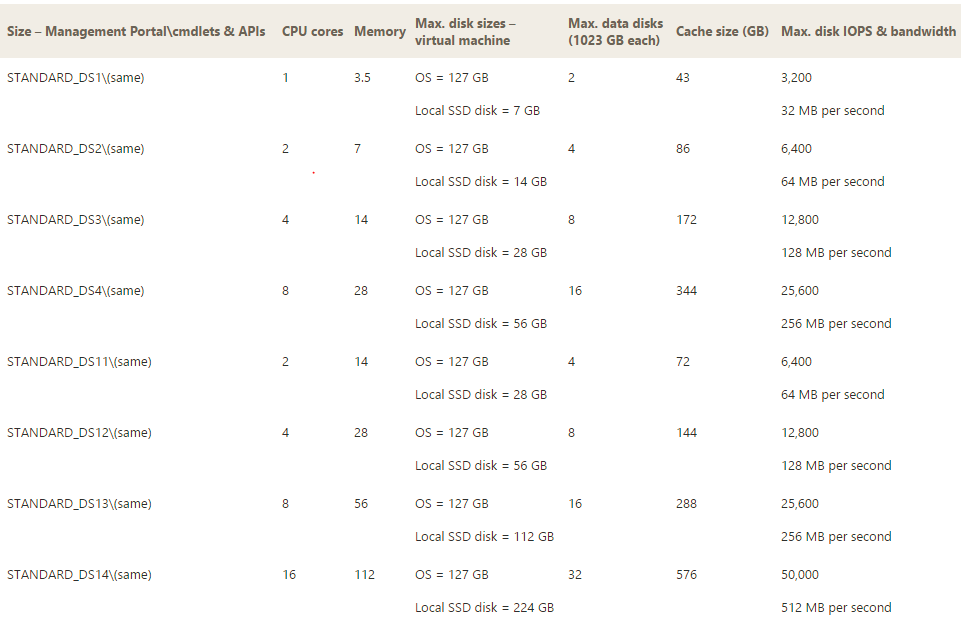 Size – Management Portal\cmdlets & APIs CPU cores Memory Max. disk sizes – virtual machine Max. data disks (1023 GB each) Cache size (GB) Max. disk IOPS & bandwidth
STANDARD_DS1\(same) 1 3.5 OS = 127 GB 2 43 3,200
Local SSD disk = 7 GB 32 MB per second
STANDARD_DS2\(same) 2 7 OS = 127 GB 4 86 6,400
Local SSD disk = 14 GB 64 MB per second
STANDARD_DS3\(same) 4 14 OS = 127 GB 8 172 12,800
Local SSD disk = 28 GB 128 MB per second
STANDARD_DS4\(same) 8 28 OS = 127 GB 16 344 25,600
Local SSD disk = 56 GB 256 MB per second
STANDARD_DS11\(same) 2 14 OS = 127 GB 4 72 6,400
Local SSD disk = 28 GB 64 MB per second
STANDARD_DS12\(same) 4 28 OS = 127 GB 8 144 12,800
Local SSD disk = 56 GB 128 MB per second
STANDARD_DS13\(same) 8 56 OS = 127 GB 16 288 25,600
Local SSD disk = 112 GB 256 MB per second
STANDARD_DS14\(same) 16 112 OS = 127 GB 32 576 50,000
Local SSD disk = 224 GB 512 MB per second